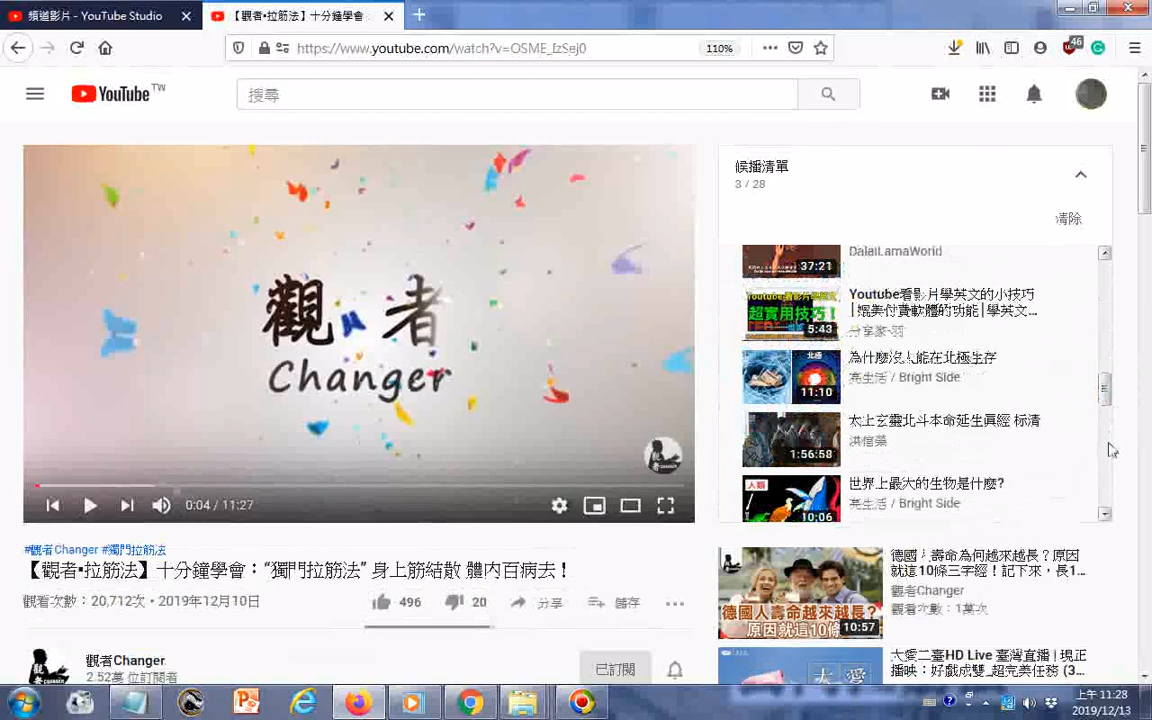 頻道影片 - YouTube Studio
【觀者▪拉筋法】十分鐘學會
https://www.youtube.com/watch?v=OSME_IzSej0
110%
46
YouTube TW
搜尋
觀者
Changer
0:04 / 11:27
候播清單
3 / 28
清除
DalaiLamaWorld
37:21
Youtube看影片學英文的小技巧
超實用技巧!
5:43
為什麼沒人能在北極生存
北極
亮生活 / Bright Side
11:10
太上玄靈北斗本命延生真經 標清
洪信榮
1:56:58
世界上最大的生物是什麼?
人類
亮生活 / Bright Side
10:06
#觀者Changer #獨門拉筋法
【觀者▪拉筋法】十分鐘學會：“獨門拉筋法” 身上筋結散 體內百病去！
觀看次數：20,712次 • 2019年12月10日
496
20
分享
儲存
觀者Changer
2.52萬 位訂閱者
已訂閱
德國人壽命為何越來越長？原因
就這10條三字經！記下來，長1...
觀者Changer
觀看次數：1萬次
德國人壽命越來越長?
原因就這10條
10:57
大愛二臺HD Live 臺灣直播 | 現正
播映：好戲成雙_超完美任務 (3...
大愛
上午 11:28
2019/12/13